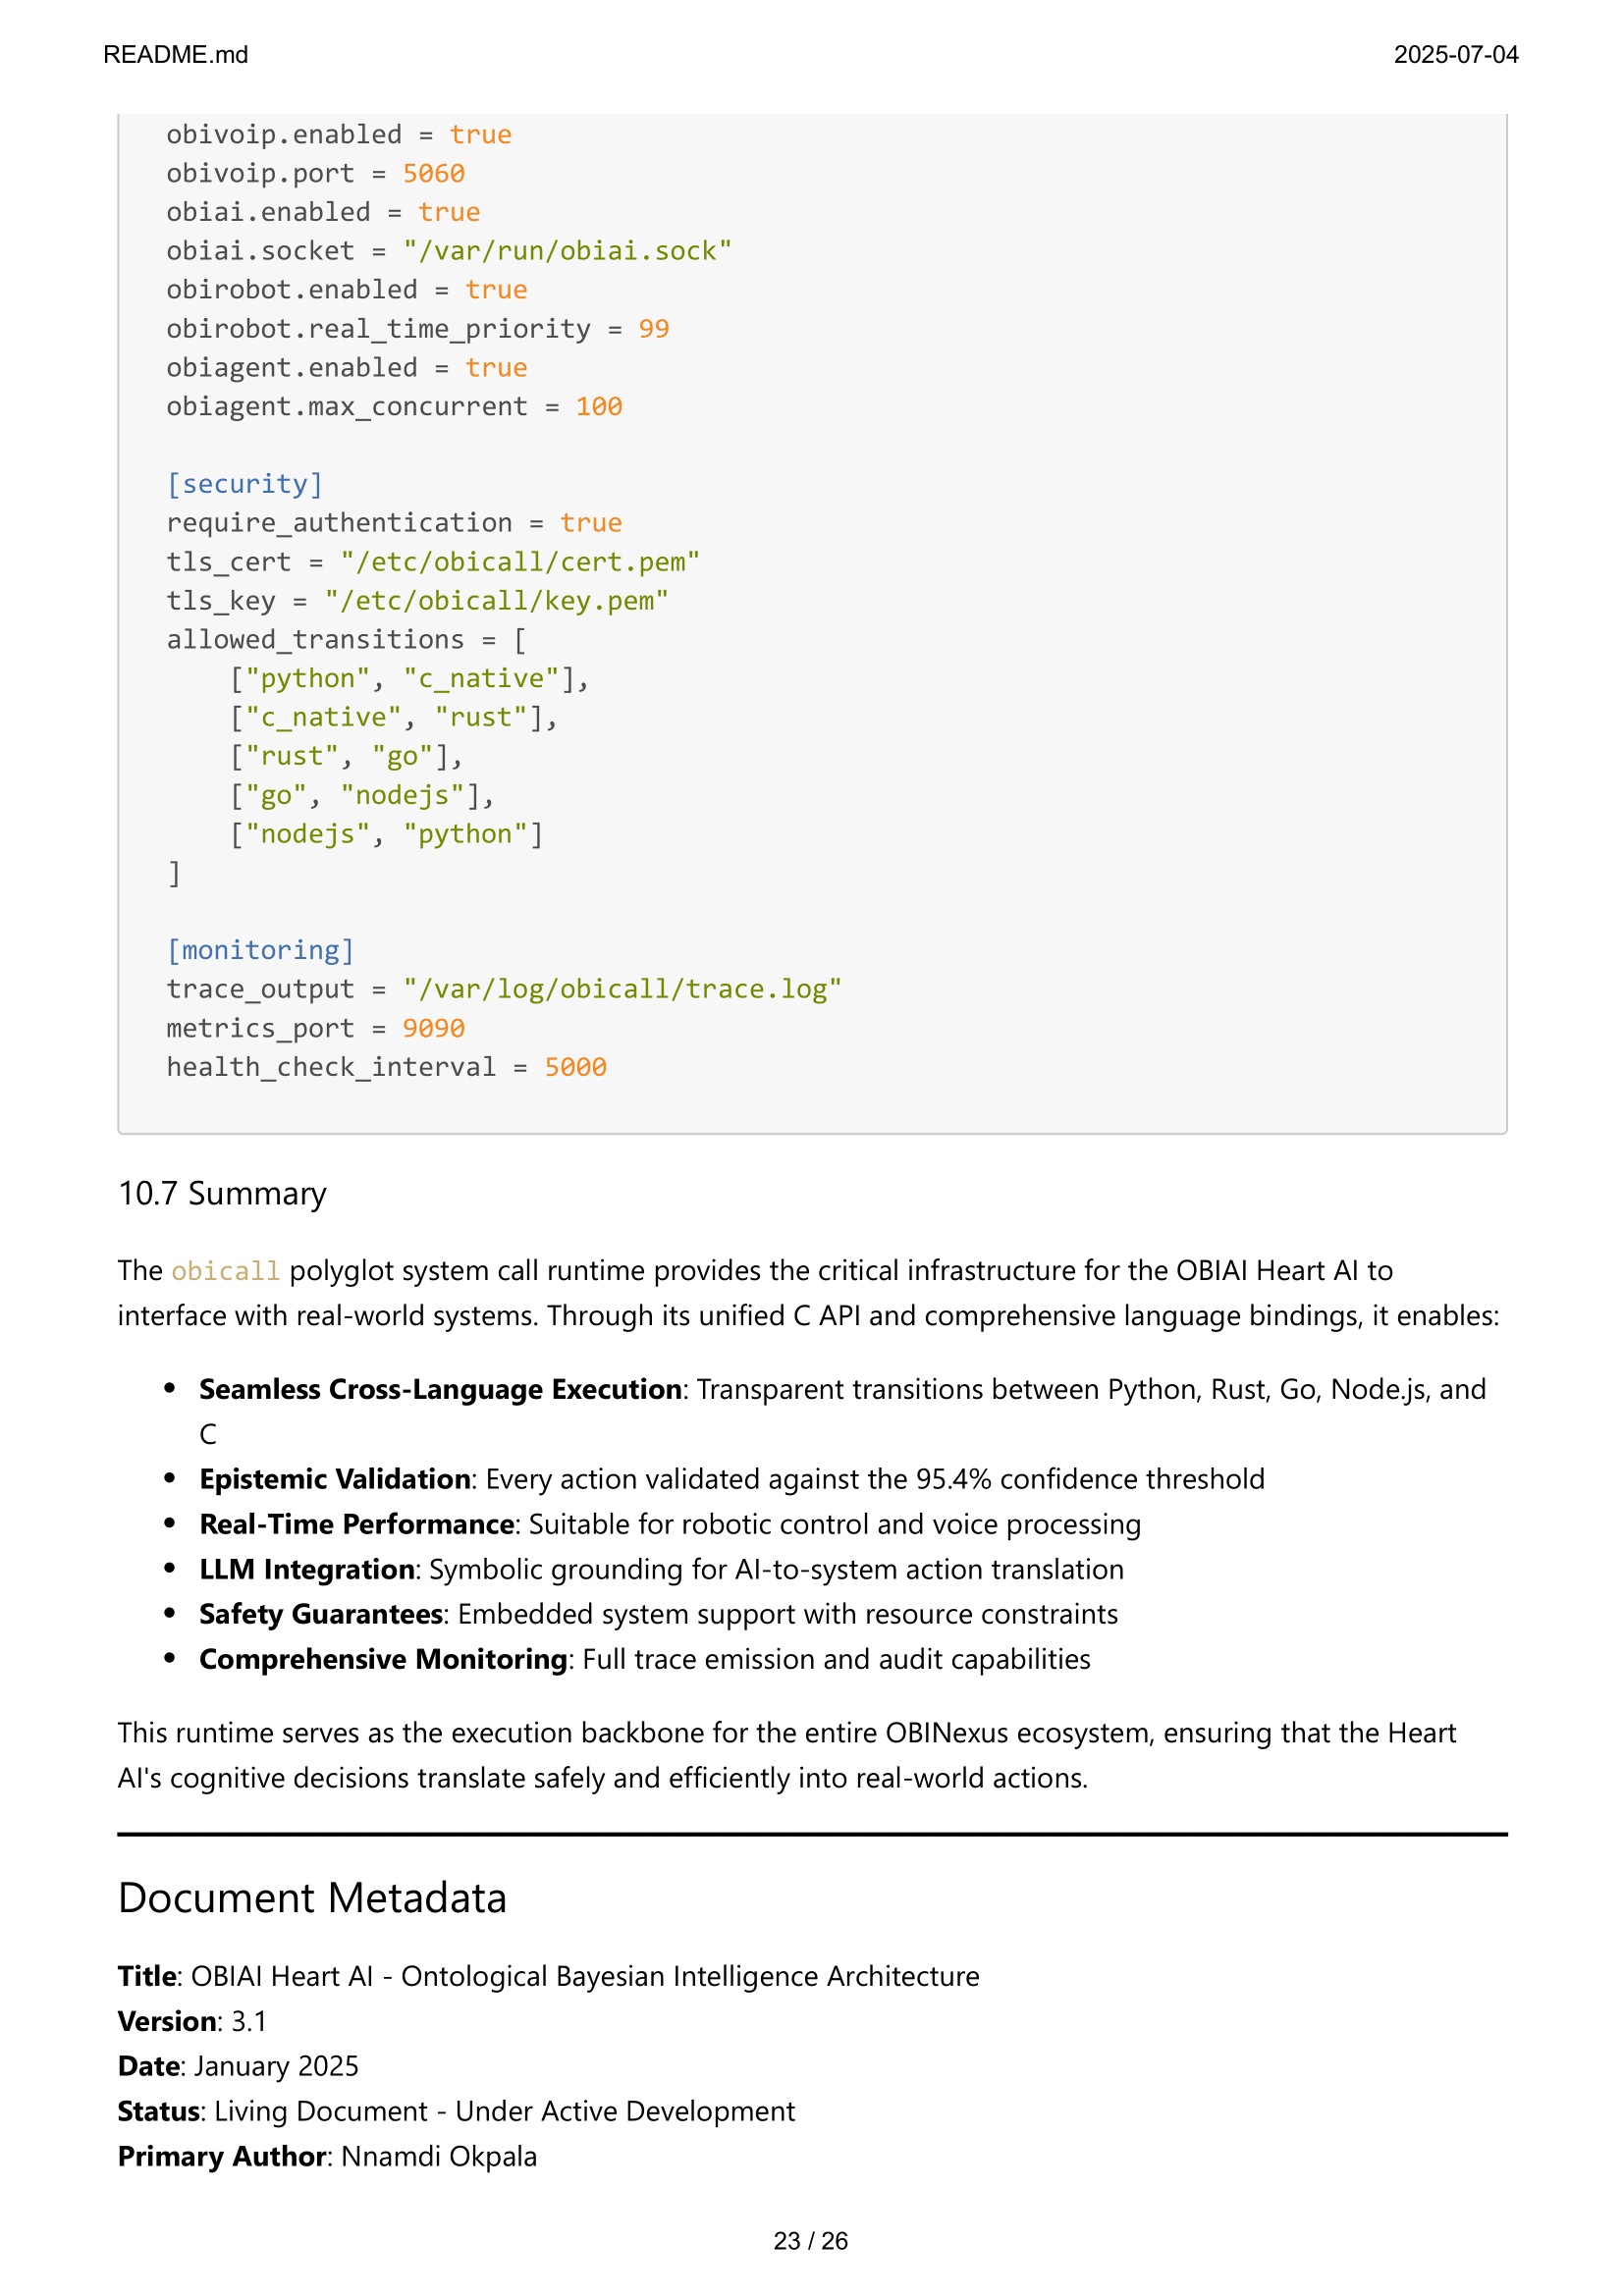 README.md
2025-07-04
obivoip.enabled = true
obivoip.port = 5060
obiai.enabled = true
obiai.socket = "/var/run/obiai.sock"
obirobot.enabled = true
obirobot.real_time_priority = 99
obiagent.enabled = true
obiagent.max_concurrent = 100
[security]
require_authentication = true
tls_cert = "/etc/obicall/cert.pem"
tls_key = "/etc/obicall/key.pem"
allowed_transitions = [
    ["python", "c_native"],
    ["c_native", "rust"],
    ["rust", "go"],
    ["go", "nodejs"],
    ["nodejs", "python"]
]
[monitoring]
trace_output = "/var/log/obicall/trace.log"
metrics_port = 9090
health_check_interval = 5000
10.7 Summary
The obicall polyglot system call runtime provides the critical infrastructure for the OBIAI Heart AI to
interface with real-world systems. Through its unified C API and comprehensive language bindings, it enables:
• Seamless Cross-Language Execution: Transparent transitions between Python, Rust, Go, Node.js, and
C
• Epistemic Validation: Every action validated against the 95.4% confidence threshold
• Real-Time Performance: Suitable for robotic control and voice processing
• LLM Integration: Symbolic grounding for AI-to-system action translation
• Safety Guarantees: Embedded system support with resource constraints
• Comprehensive Monitoring: Full trace emission and audit capabilities
This runtime serves as the execution backbone for the entire OBINexus ecosystem, ensuring that the Heart
AI's cognitive decisions translate safely and efficiently into real-world actions.
Document Metadata
Title: OBIAI Heart AI - Ontological Bayesian Intelligence Architecture
Version: 3.1
Date: January 2025
Status: Living Document - Under Active Development
Primary Author: Nnamdi Okpala
23 / 26